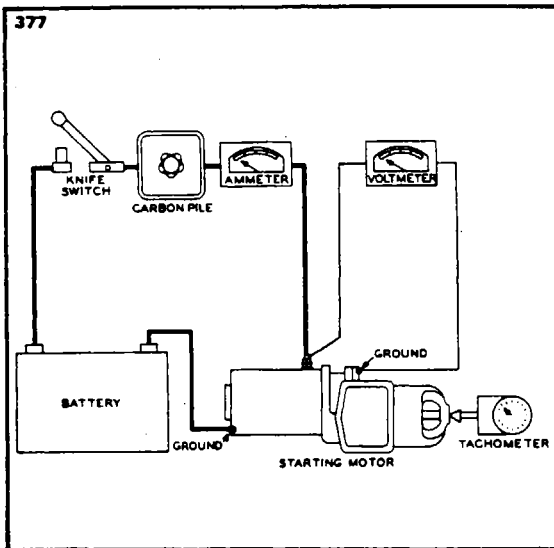 377
KNIFE
SWITCH
CARBON PILE
AMMETER
VOLTMETER
BATTERY
GROUND
GROUND
STARTING MOTOR
TACHOMETER